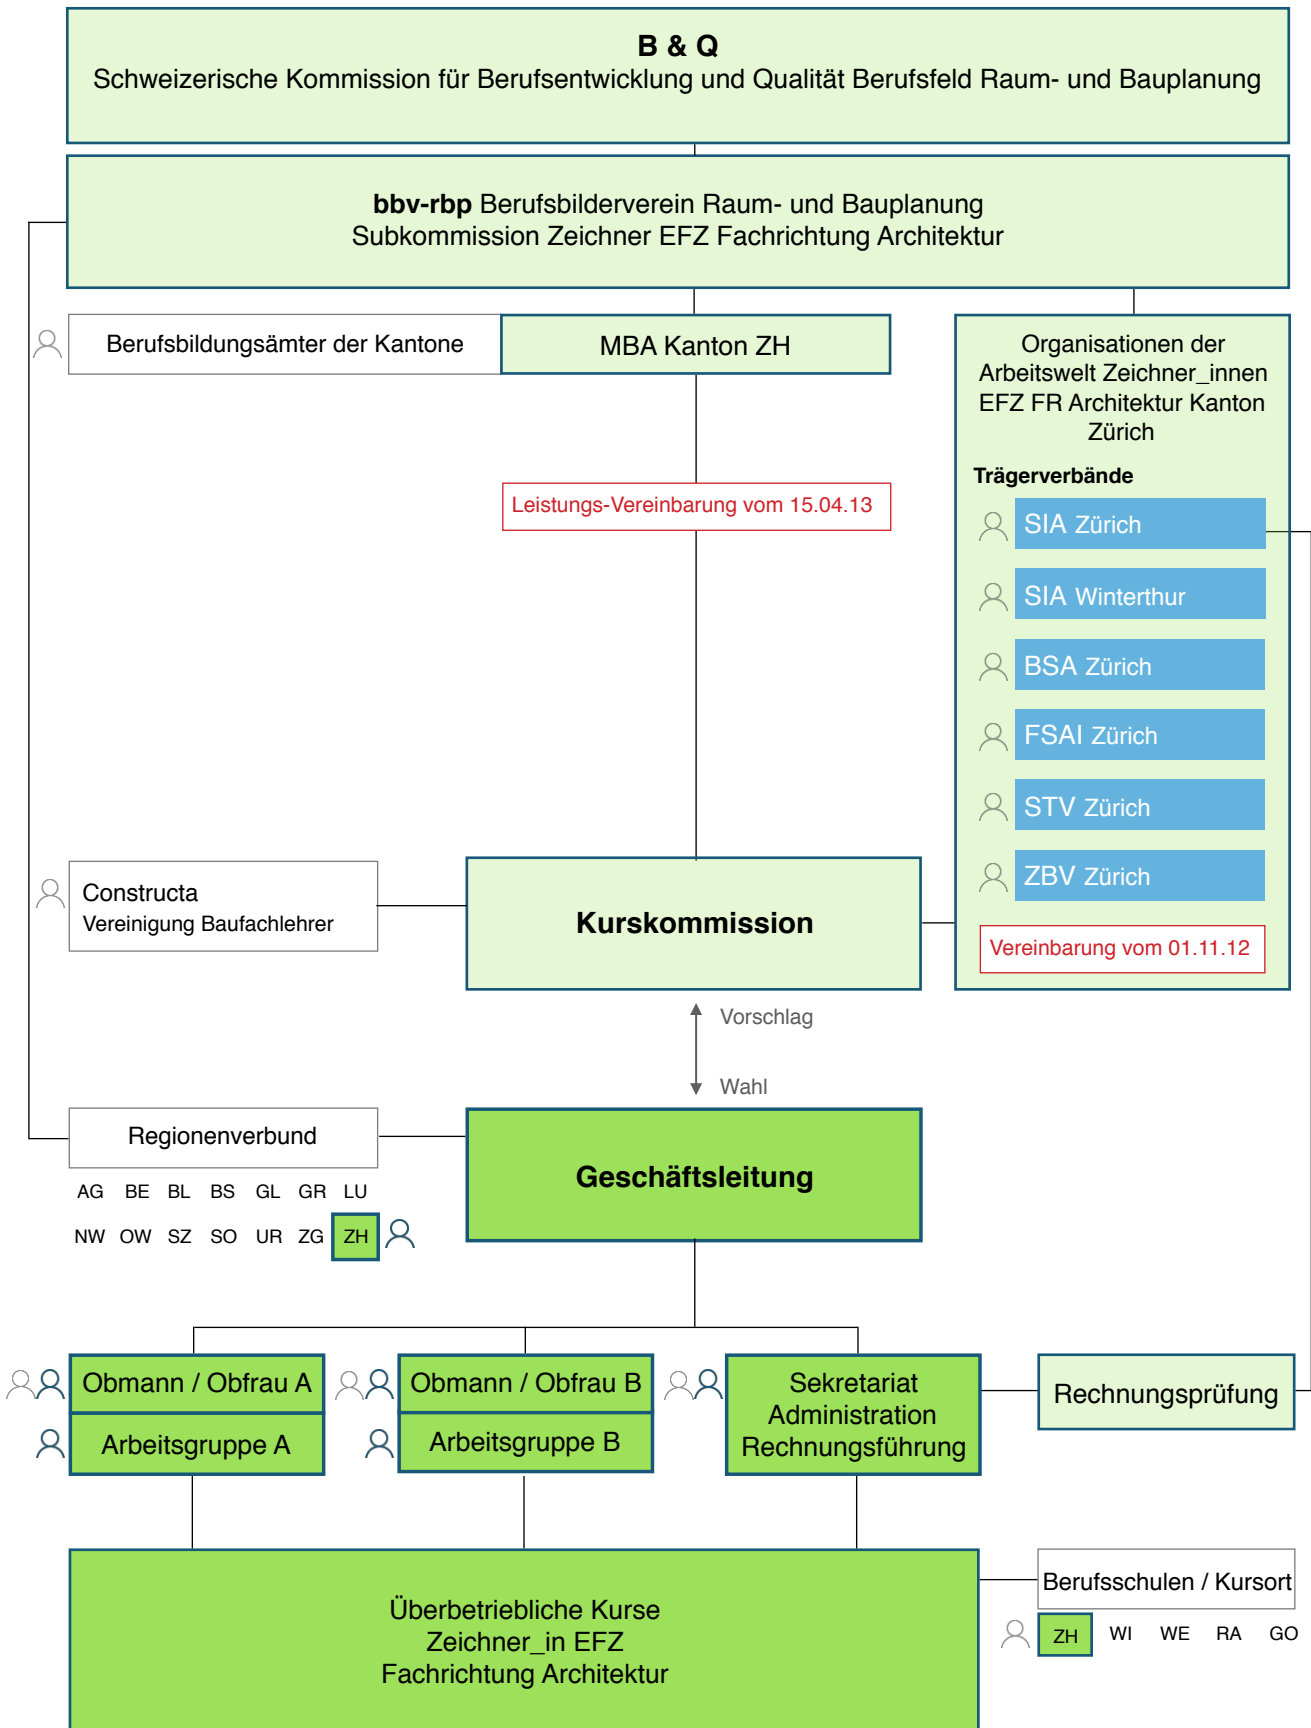 B & Q
Schweizerische Kommission für Berufsentwicklung und Qualität Berufsfeld Raum- und Bauplanung
bbv-rbp Berufsbilderverein Raum- und Bauplanung
Subkommission Zeichner EFZ Fachrichtung Architektur
Berufsbildungsämter der Kantone
MBA Kanton ZH
Organisationen der
Arbeitswelt Zeichner_innen
EFZ FR Architektur Kanton
Zürich
Trägerverbände
Leistungs-Vereinbarung vom 15.04.13
SIA Zürich
SIA Winterthur
BSA Zürich
FSAI Zürich
STV Zürich
ZBV Zürich
Vereinbarung vom 01.11.12
Constructa
Vereinigung Baufachlehrer
Kurskommission
Vorschlag
Wahl
Regionenverbund
AG BE BL BS GL GR LU
NW OW SZ SO UR ZG ZH
Geschäftsleitung
Obmann / Obfrau A
Arbeitsgruppe A
Obmann / Obfrau B
Arbeitsgruppe B
Sekretariat
Administration
Rechnungsführung
Rechnungsprüfung
Überbetriebliche Kurse
Zeichner_in EFZ
Fachrichtung Architektur
Berufsschulen / Kursort
ZH WI WE RA GO